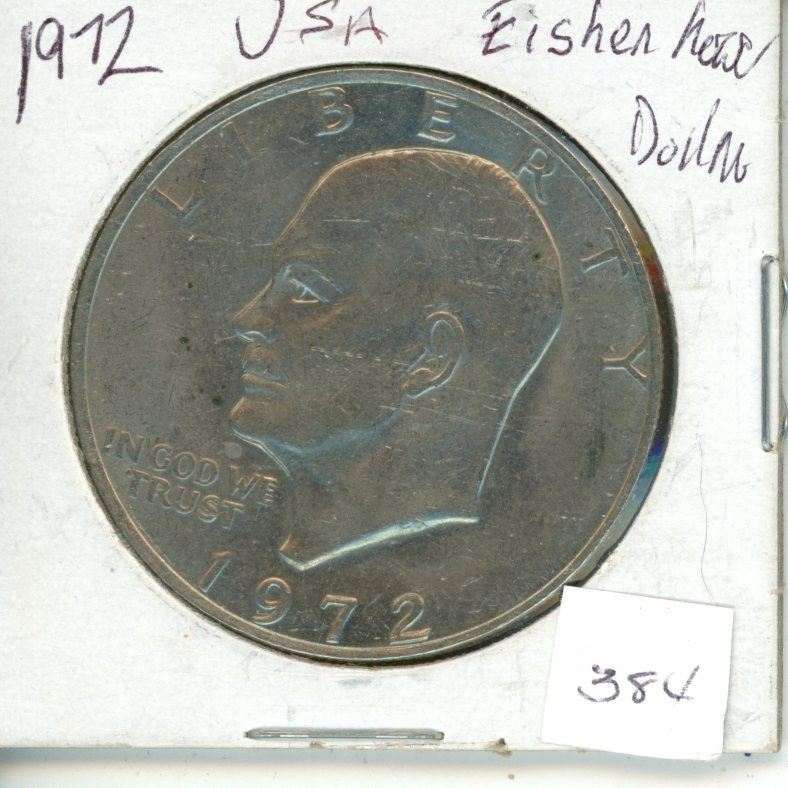 1972 USA Eisenhower
Dollar
LIBERTY
IN GOD WE
TRUST
1972
384